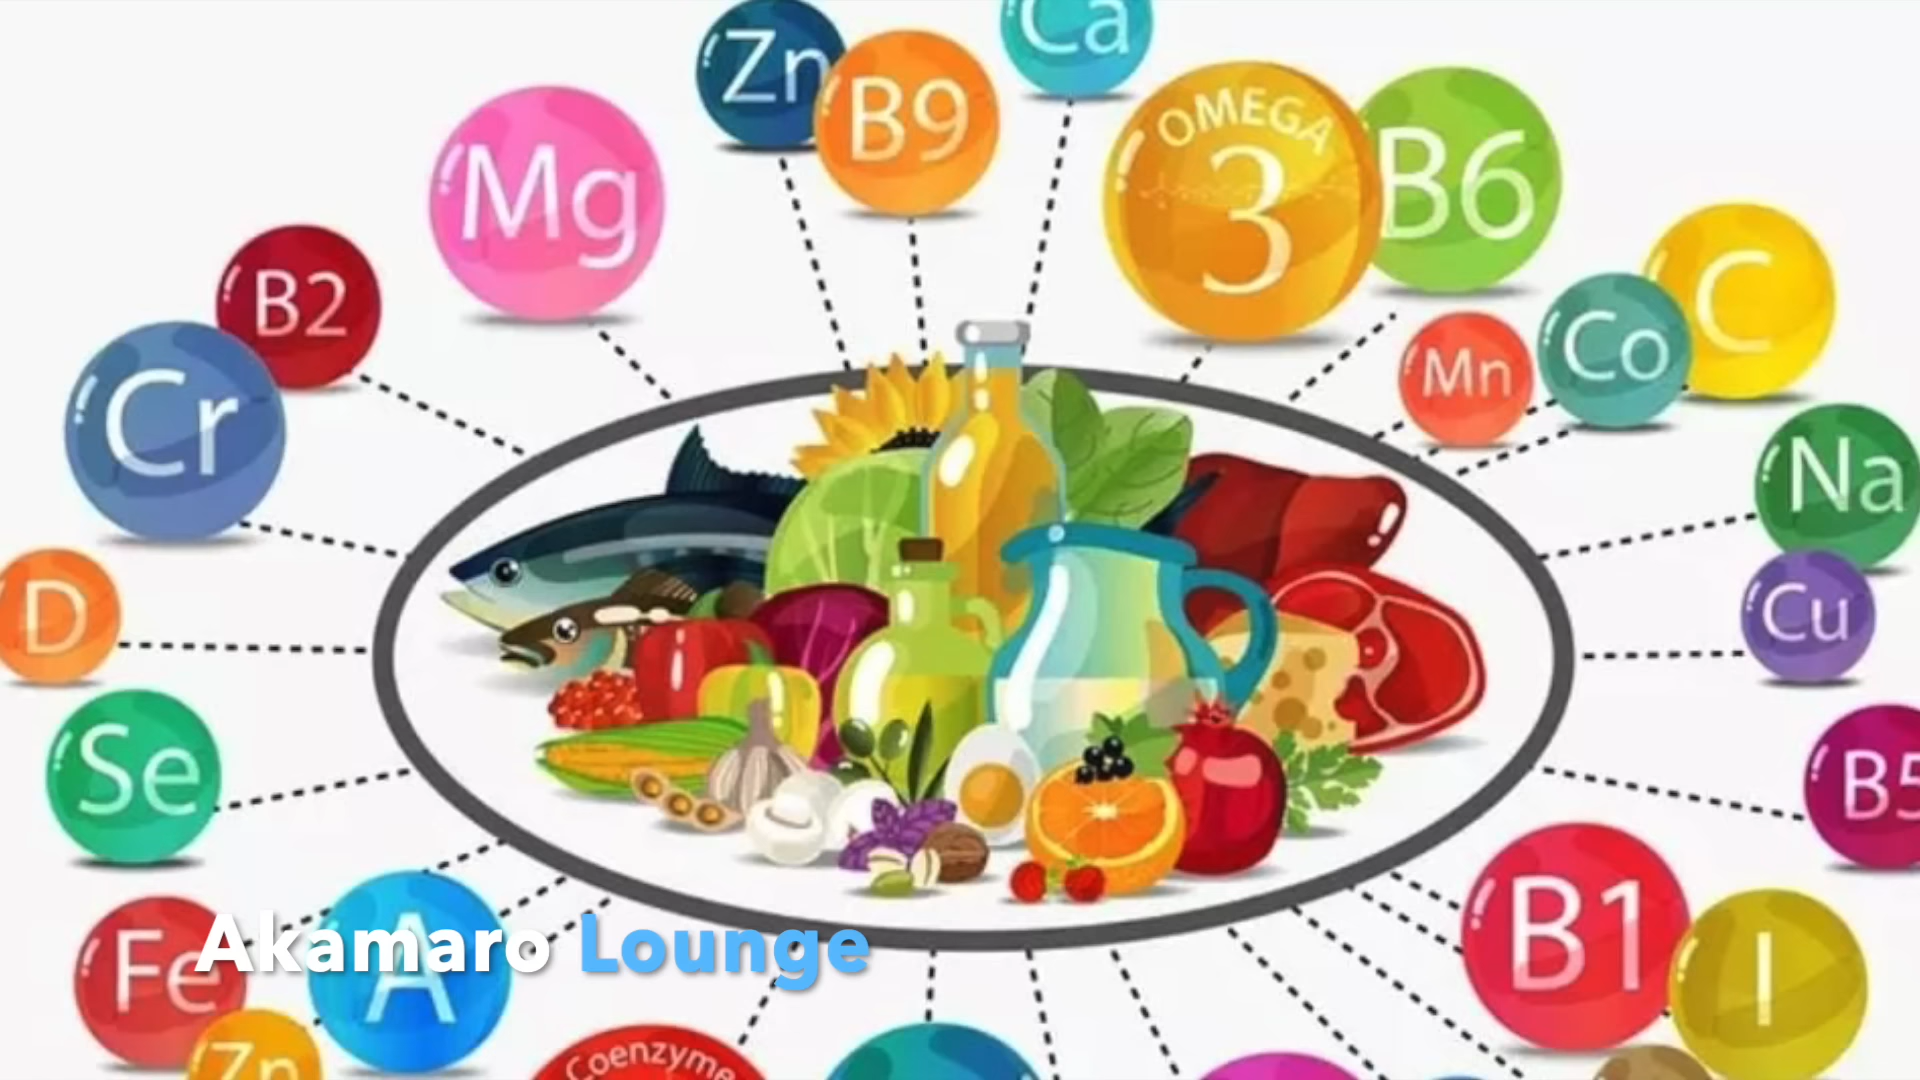 Zn
B9
Ca
OMEGA
3
B6
Mg
B2
C
Co
Mn
Cr
Na
Cu
D
Se
B5
B1
I
Fe
A
Akamaro Lounge
Zn
Coenzyme